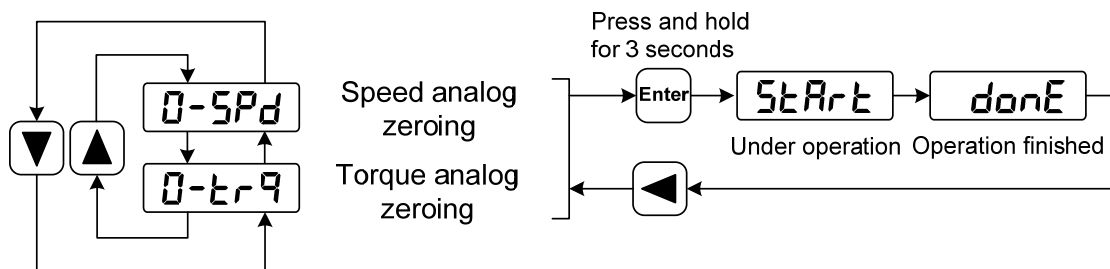 Press and hold
for 3 seconds
0-SPd
Speed analog
zeroing
Enter
StArt
donE
Under operation
Operation finished
0-trq
Torque analog
zeroing